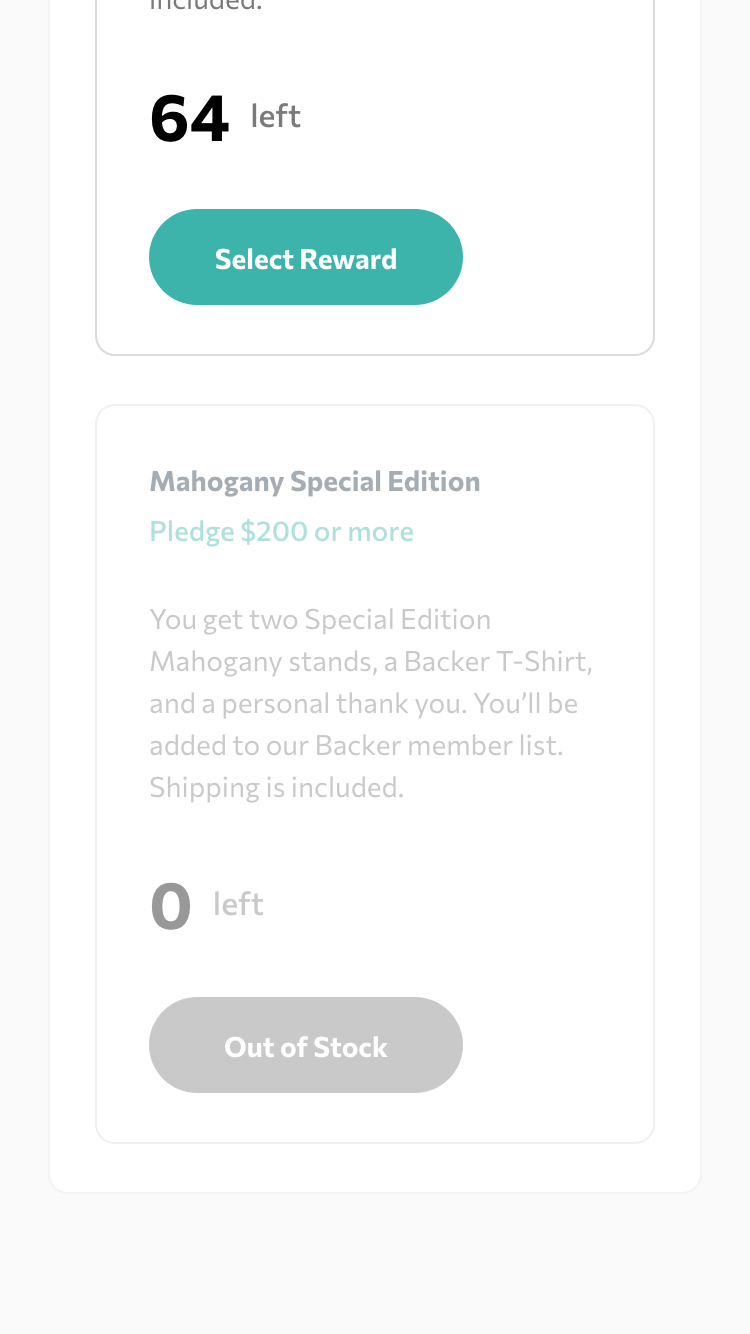 included.
64 left
Select Reward
Mahogany Special Edition
Pledge $200 or more
You get two Special Edition
Mahogany stands, a Backer T-Shirt,
and a personal thank you. You’ll be
added to our Backer member list.
Shipping is included.
0 left
Out of Stock